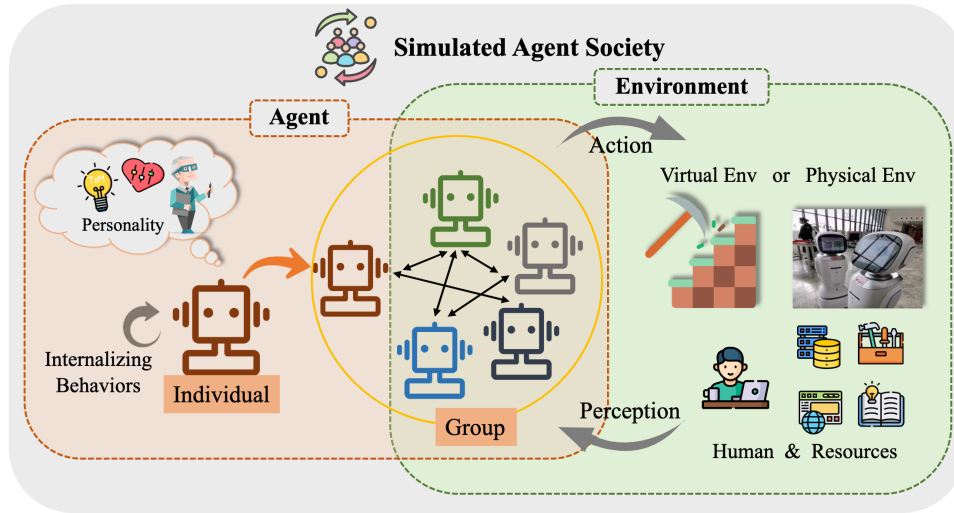 Simulated Agent Society
Environment
Agent
Action
Virtual Env or Physical Env
Personality
Internalizing
Behaviors
Individual
Group
Perception
Human & Resources